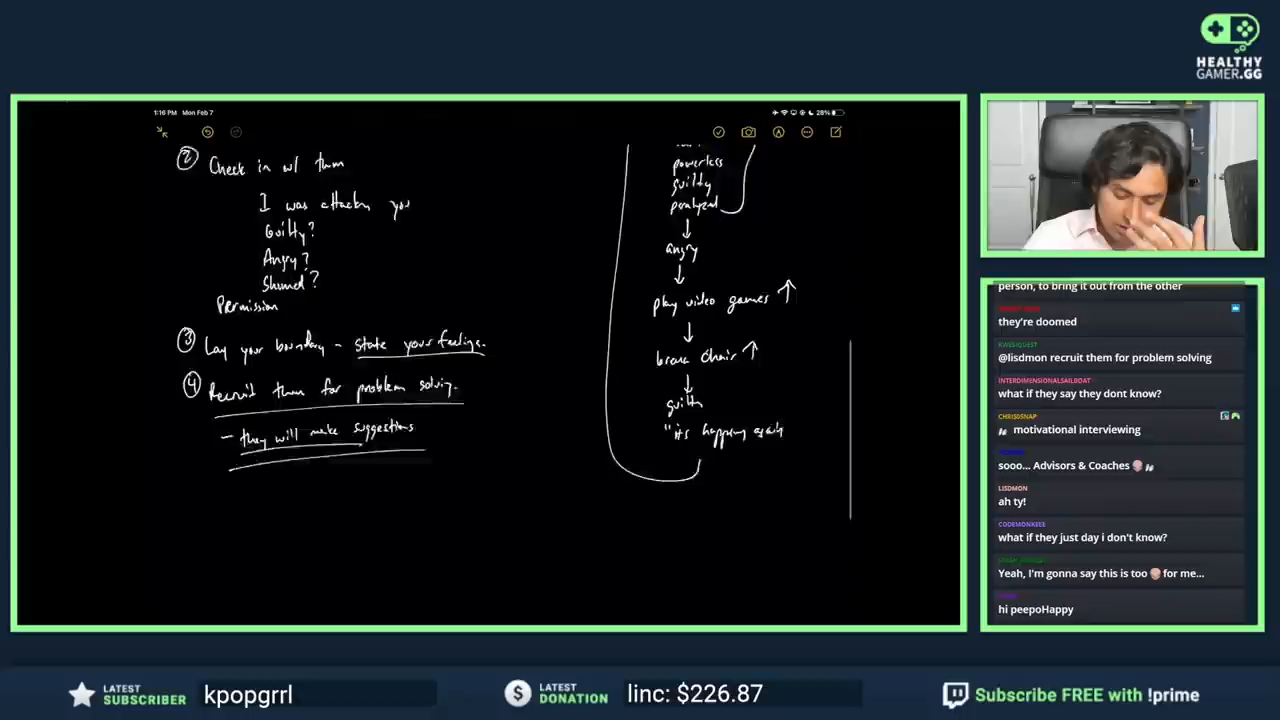 HEALTHY
GAMER.GG
1:16 PM Mon Feb 7
28%
② Check in w/ them
I was attackin you
Guilty?
Angry?
Shamed?
Permission
③ Lay your boundary - state your feelings.
④ Recruit them for problem solving.
- they will make suggestions
powerless
guilty
paralyzed
↓
angry
↓
play video games ↑
↓
↑
↓
guilty
"its happening again
person, to bring it out from the other
they're doomed
KWESIQUEST
@lisdmon recruit them for problem solving
INTERDIMENSIONALSAILBOAT
what if they say they dont know?
CHRISISNAP
motivational interviewing
sooo... Advisors & Coaches
LISDMON
ah ty!
CODEMONKEE
what if they just day i don't know?
Yeah, I'm gonna say this is too for me...
hi peepoHappy
LATEST SUBSCRIBER kpopgrrl
$ LATEST DONATION linc: $226.87
Subscribe FREE with !prime